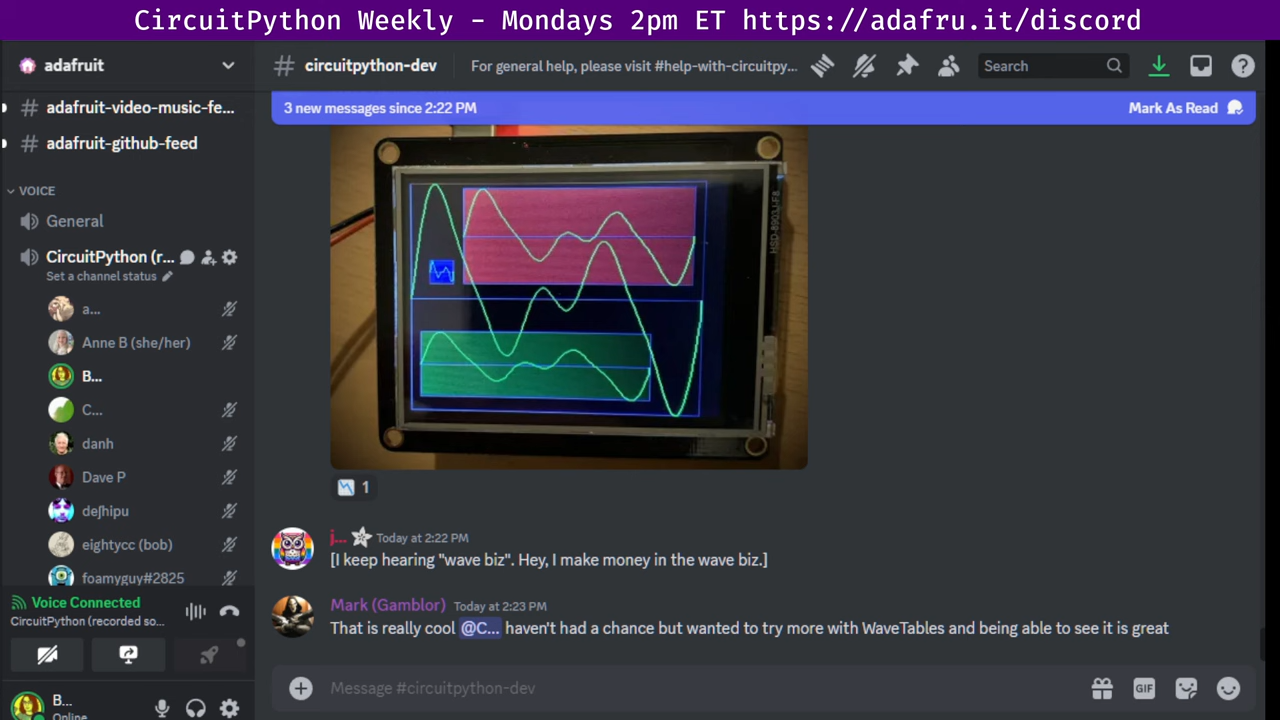 CircuitPython Weekly - Mondays 2pm ET https://adafru.it/discord
adafruit
# circuitpython-dev
For general help, please visit #help-with-circuitpy...
Search
# adafruit-video-music-fe...
3 new messages since 2:22 PM
Mark As Read
# adafruit-github-feed
VOICE
General
CircuitPython (r...
Set a channel status
a...
Anne B (she/her)
B...
C...
danh
Dave P
deʃhipu
eightycc (bob)
foamyguy#2825
HSD-8903J-F8
1
j... Today at 2:22 PM
[I keep hearing "wave biz". Hey, I make money in the wave biz.]
Mark (Gamblor) Today at 2:23 PM
That is really cool @C... haven't had a chance but wanted to try more with WaveTables and being able to see it is great
Voice Connected
CircuitPython (recorded so...
B...
Online
Message #circuitpython-dev
GIF